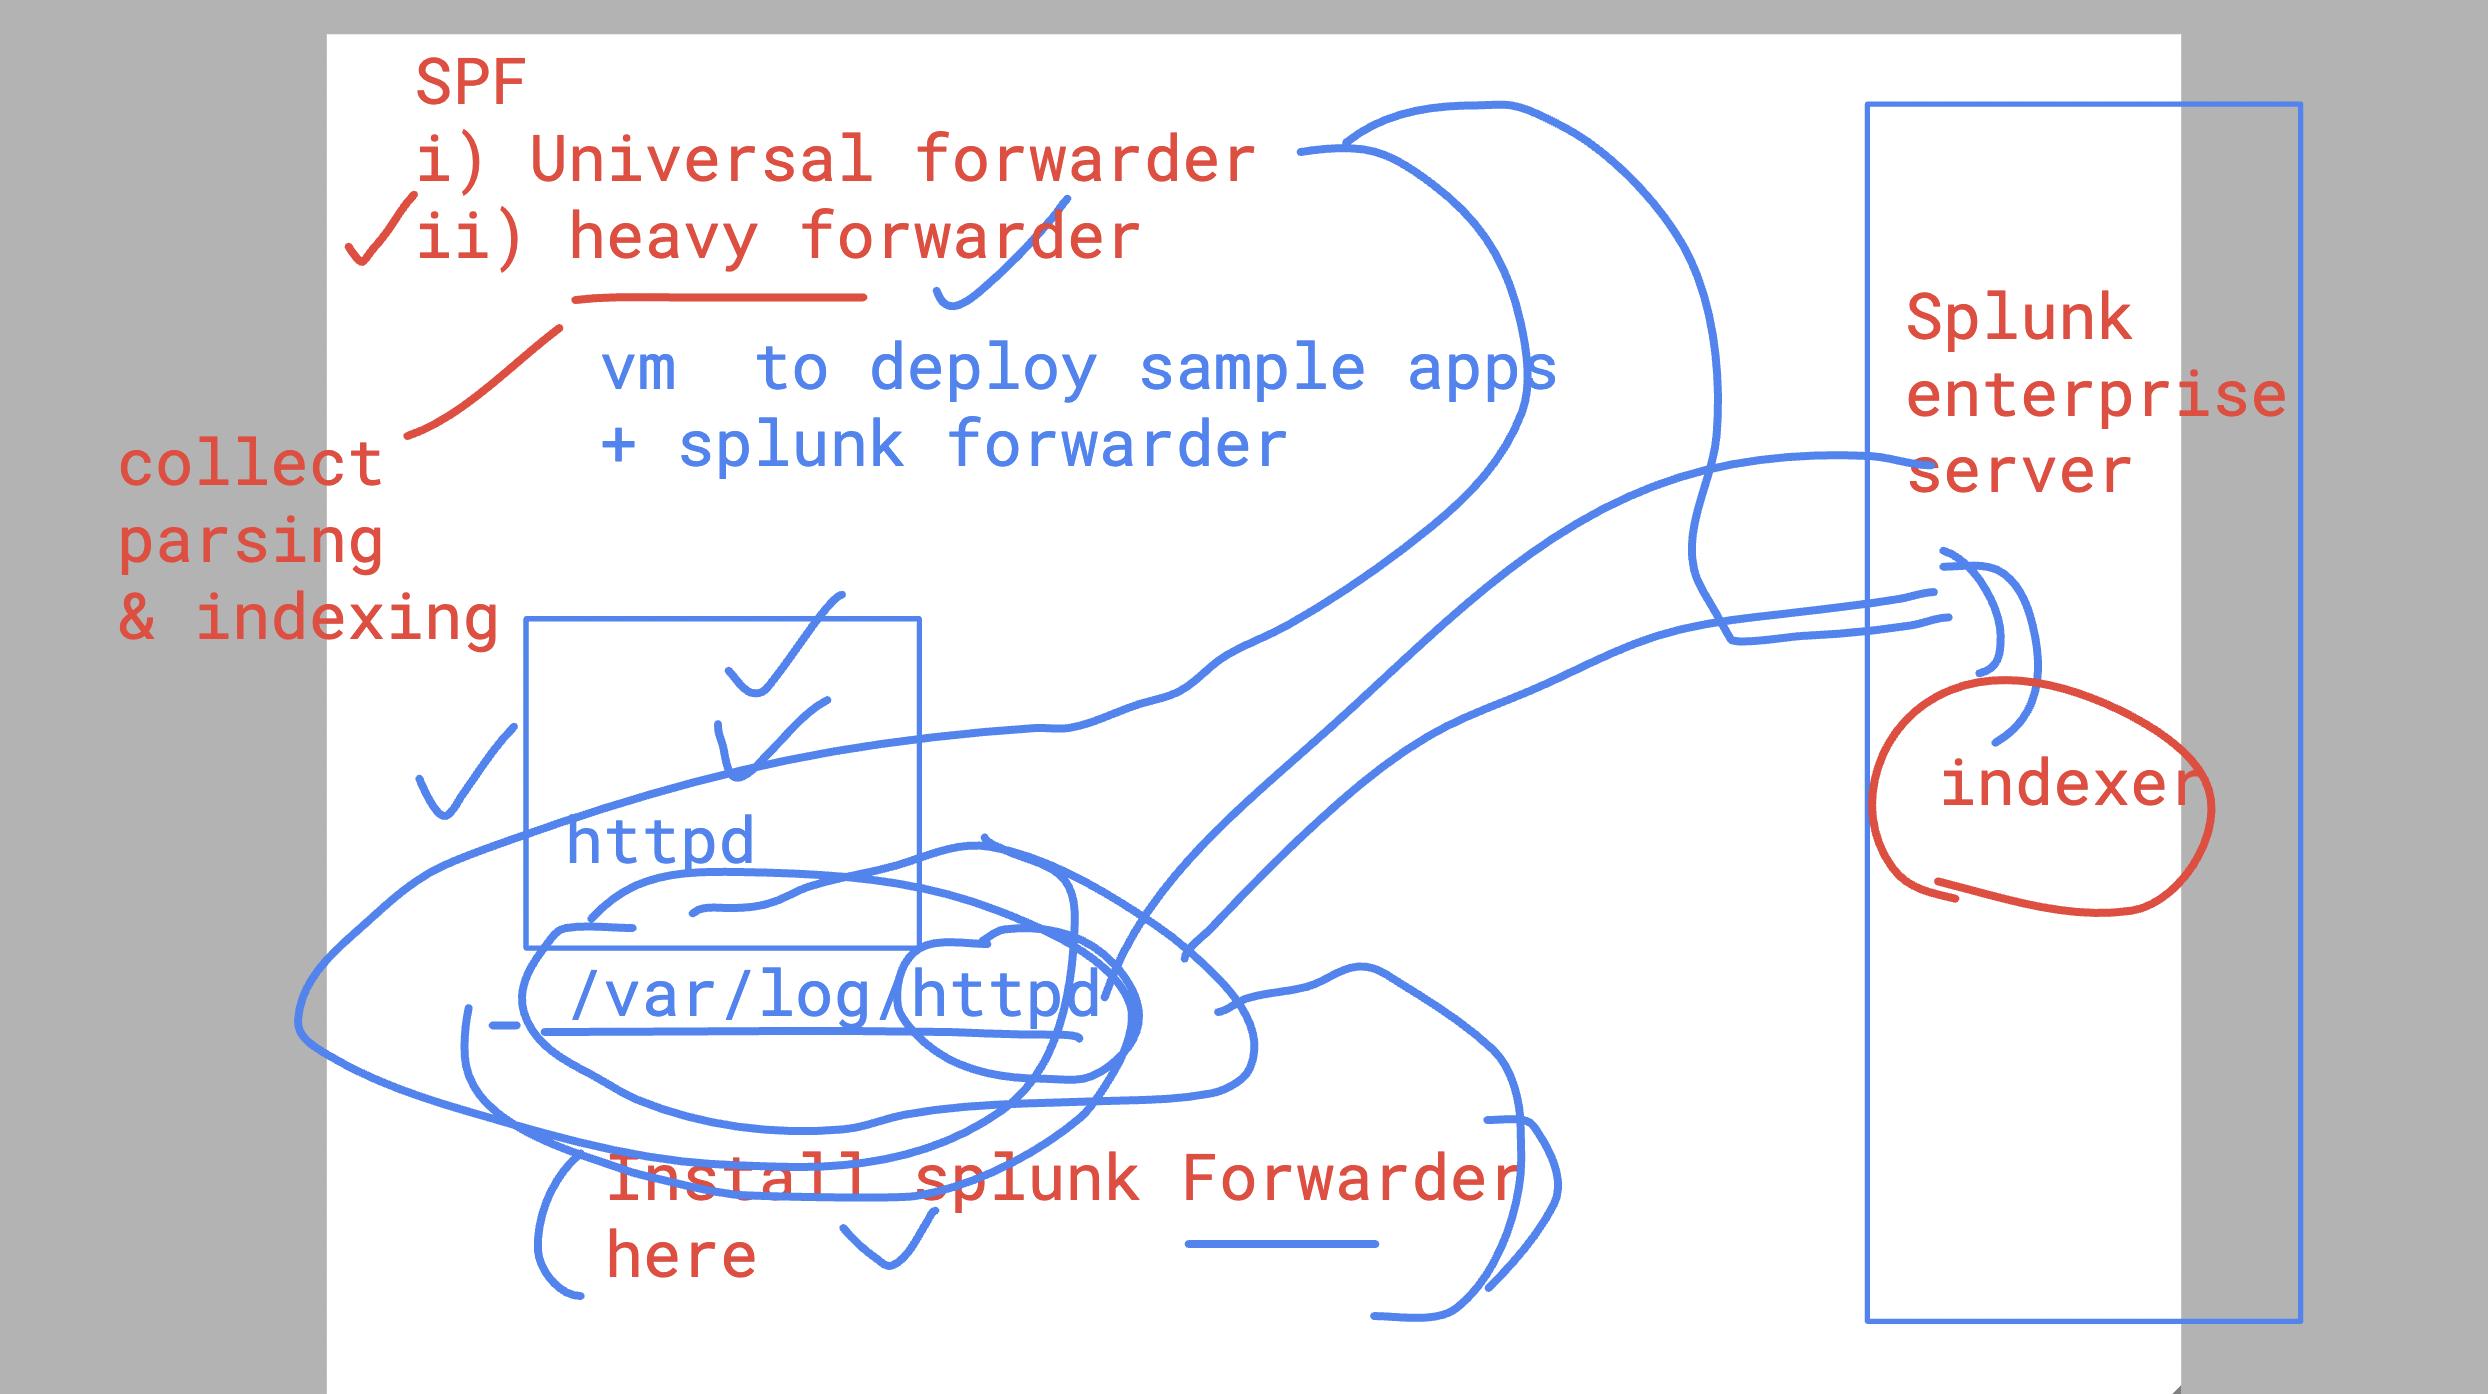 SPF
i) Universal forwarder
ii) heavy forwarder
vm  to deploy sample apps
+ splunk forwarder
collect
parsing
& indexing
httpd
/var/log/httpd
Install splunk Forwarder
here
Splunk
enterprise
server
indexer